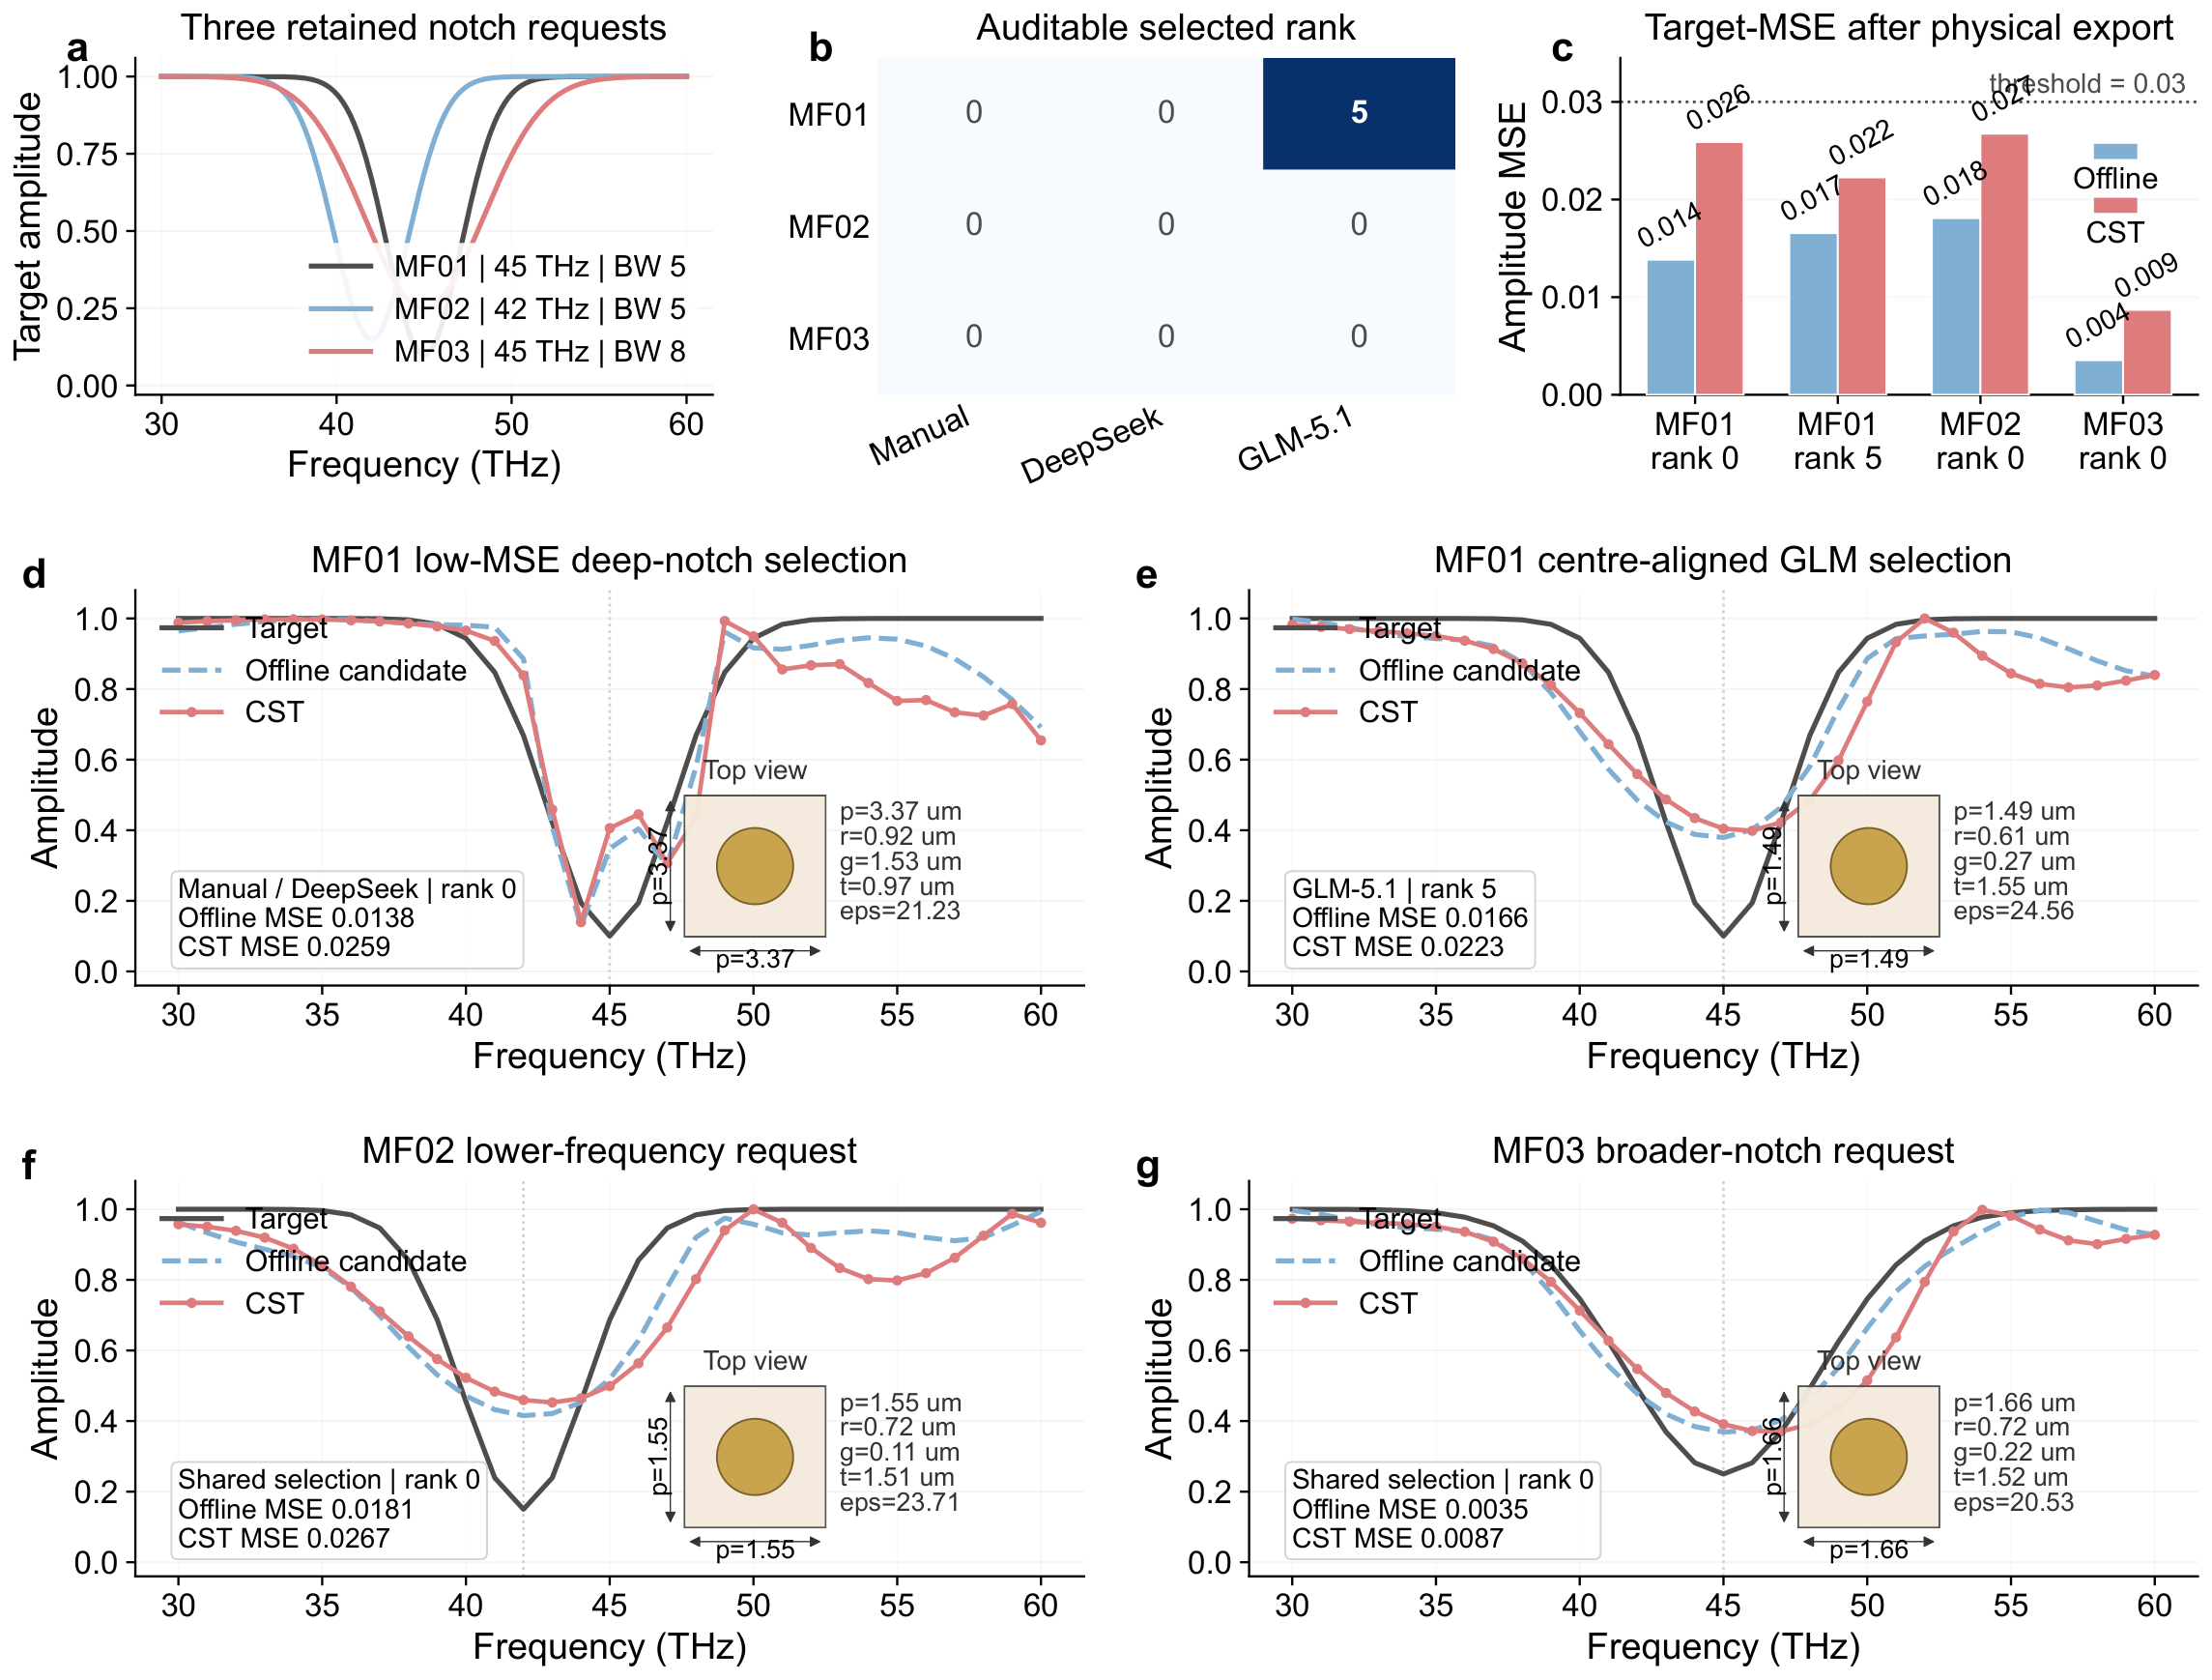 a
Three retained notch requests
Target amplitude
1.00
0.75
0.50
0.25
0.00
MF01 | 45 THz | BW 5
MF02 | 42 THz | BW 5
MF03 | 45 THz | BW 8
30 40 50 60
Frequency (THz)
b
Auditable selected rank
MF01 0 0 5
MF02 0 0 0
MF03 0 0 0
Manual DeepSeek GLM-5.1
c
Target-MSE after physical export
Amplitude MSE
threshold = 0.03
0.03
0.02
0.01
0.00
0.014 0.026
0.017 0.022
0.018 0.027
0.004 0.009
Offline
CST
MF01 MF01 MF02 MF03
rank 0 rank 5 rank 0 rank 0
d
MF01 low-MSE deep-notch selection
Amplitude
1.0
0.8
0.6
0.4
0.2
0.0
Target
Offline candidate
CST
Manual / DeepSeek | rank 0
Offline MSE 0.0138
CST MSE 0.0259
Top view
p=3.37
p=3.37
p=3.37 um
r=0.92 um
g=1.53 um
t=0.97 um
eps=21.23
30 35 40 45 50 55 60
Frequency (THz)
e
MF01 centre-aligned GLM selection
Amplitude
1.0
0.8
0.6
0.4
0.2
0.0
Target
Offline candidate
CST
GLM-5.1 | rank 5
Offline MSE 0.0166
CST MSE 0.0223
Top view
p=1.49
p=1.49
p=1.49 um
r=0.61 um
g=0.27 um
t=1.55 um
eps=24.56
30 35 40 45 50 55 60
Frequency (THz)
f
MF02 lower-frequency request
Amplitude
1.0
0.8
0.6
0.4
0.2
0.0
Target
Offline candidate
CST
Shared selection | rank 0
Offline MSE 0.0181
CST MSE 0.0267
Top view
p=1.55
p=1.55
p=1.55 um
r=0.72 um
g=0.11 um
t=1.51 um
eps=23.71
30 35 40 45 50 55 60
Frequency (THz)
g
MF03 broader-notch request
Amplitude
1.0
0.8
0.6
0.4
0.2
0.0
Target
Offline candidate
CST
Shared selection | rank 0
Offline MSE 0.0035
CST MSE 0.0087
Top view
p=1.66
p=1.66
p=1.66 um
r=0.72 um
g=0.22 um
t=1.52 um
eps=20.53
30 35 40 45 50 55 60
Frequency (THz)